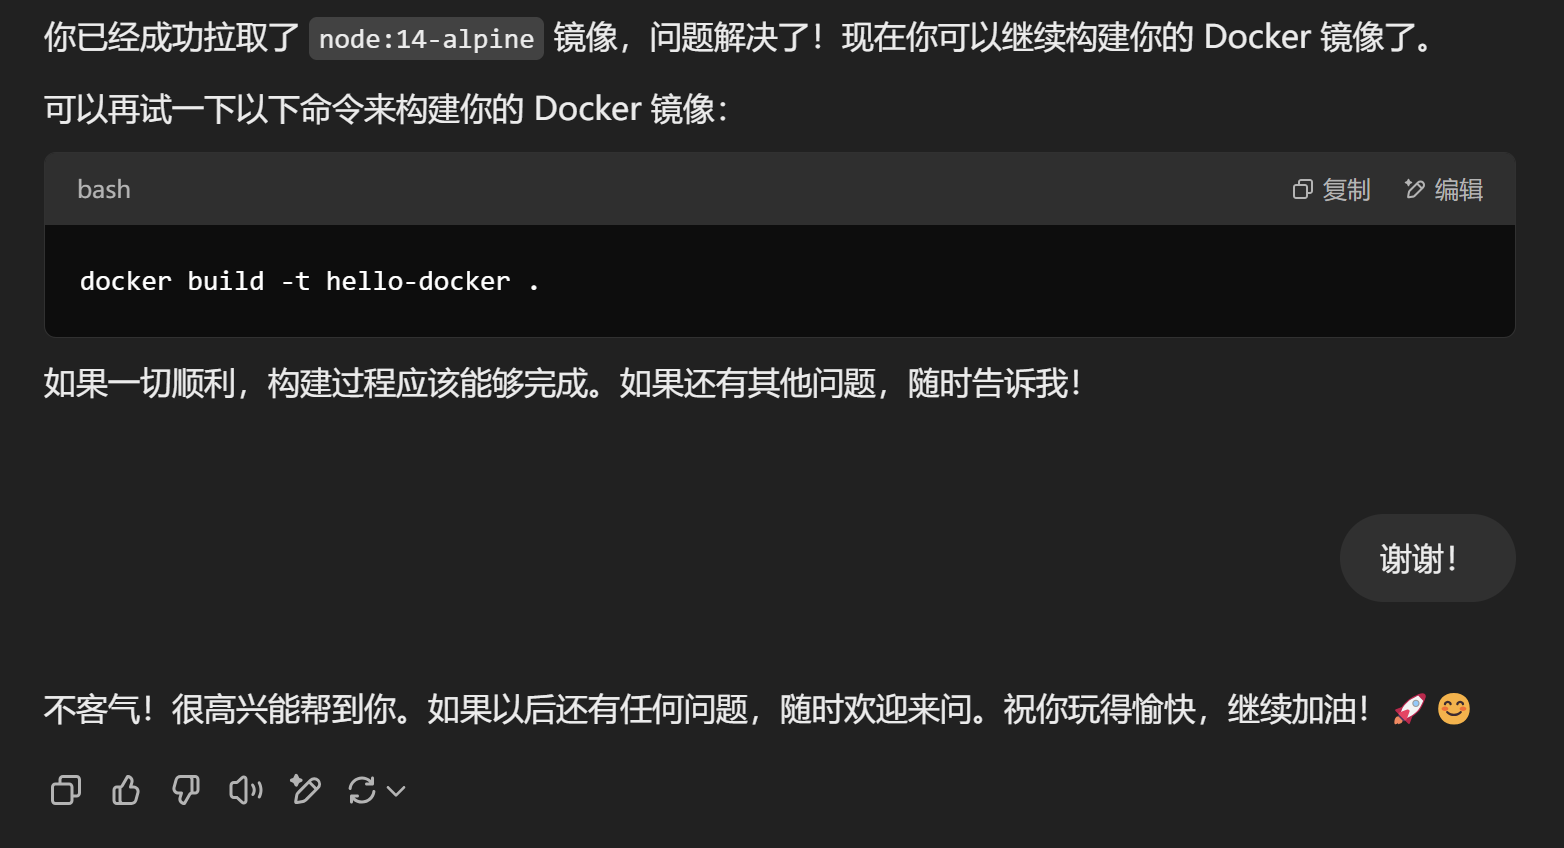 你已经成功拉取了 node:14-alpine 镜像，问题解决了！现在你可以继续构建你的 Docker 镜像了。
可以再试一下以下命令来构建你的 Docker 镜像：
bash 复制 编辑
docker build -t hello-docker .
如果一切顺利，构建过程应该能够完成。如果还有其他问题，随时告诉我！
谢谢！
不客气！很高兴能帮到你。如果以后还有任何问题，随时欢迎来问。祝你玩得愉快，继续加油！🚀😊